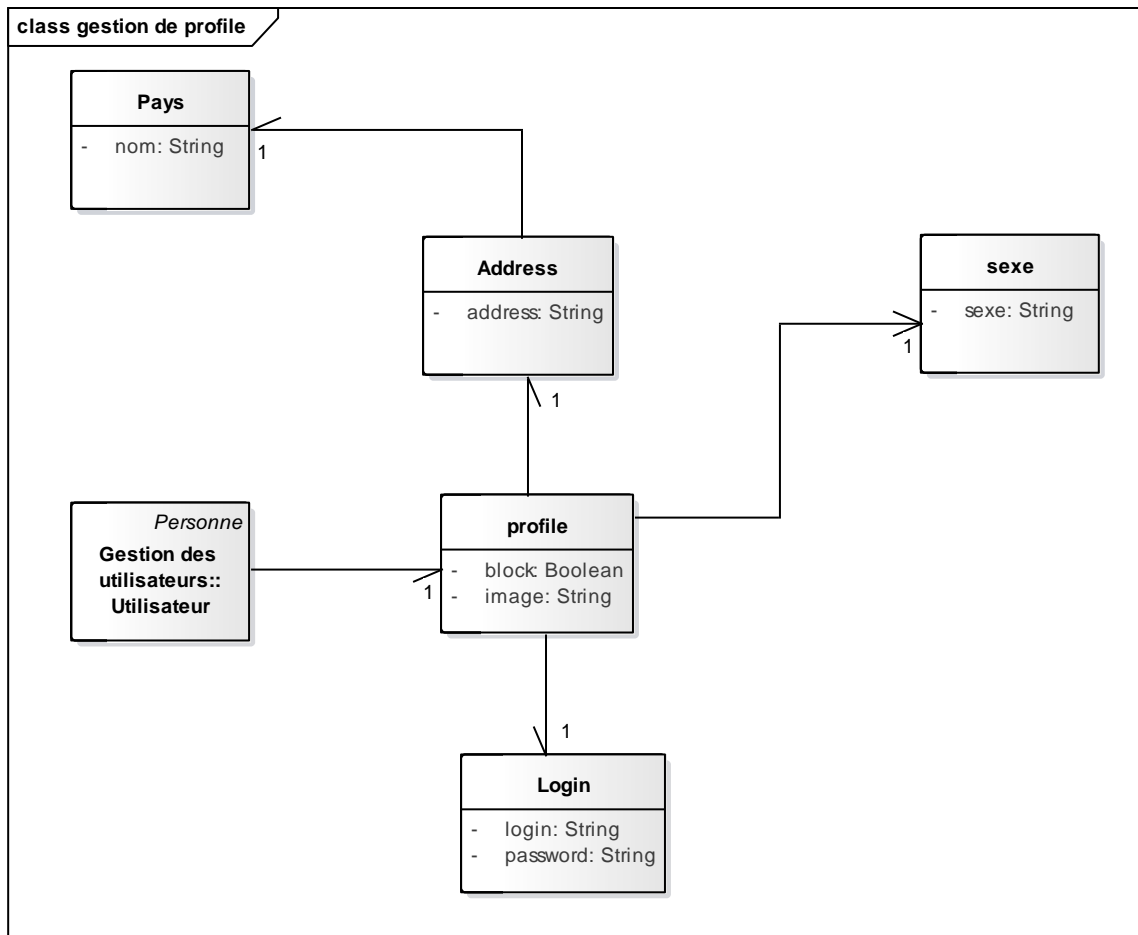 class gestion de profile
Pays
- nom: String
1
Address
- address: String
1
sexe
- sexe: String
1
Personne
Gestion des
utilisateurs::
Utilisateur
1
profile
- block: Boolean
- image: String
1
Login
- login: String
- password: String